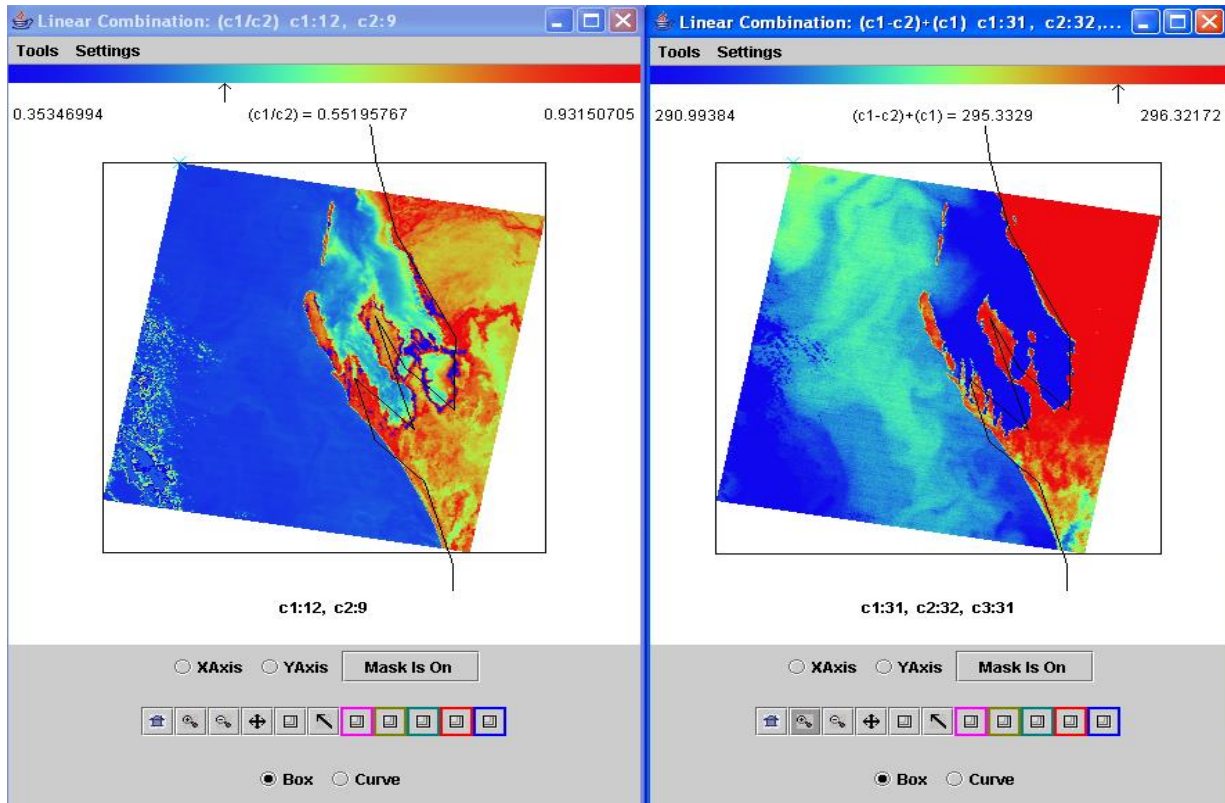 Linear Combination: (c1/c2) c1:12, c2:9
Tools Settings
0.35346994 (c1/c2) = 0.55195767 0.93150705
c1:12, c2:9
XAxis YAxis Mask Is On
Box Curve
Linear Combination: (c1-c2)+(c1) c1:31, c2:32,...
Tools Settings
290.99384 (c1-c2)+(c1) = 295.3329 296.32172
c1:31, c2:32, c3:31
XAxis YAxis Mask Is On
Box Curve